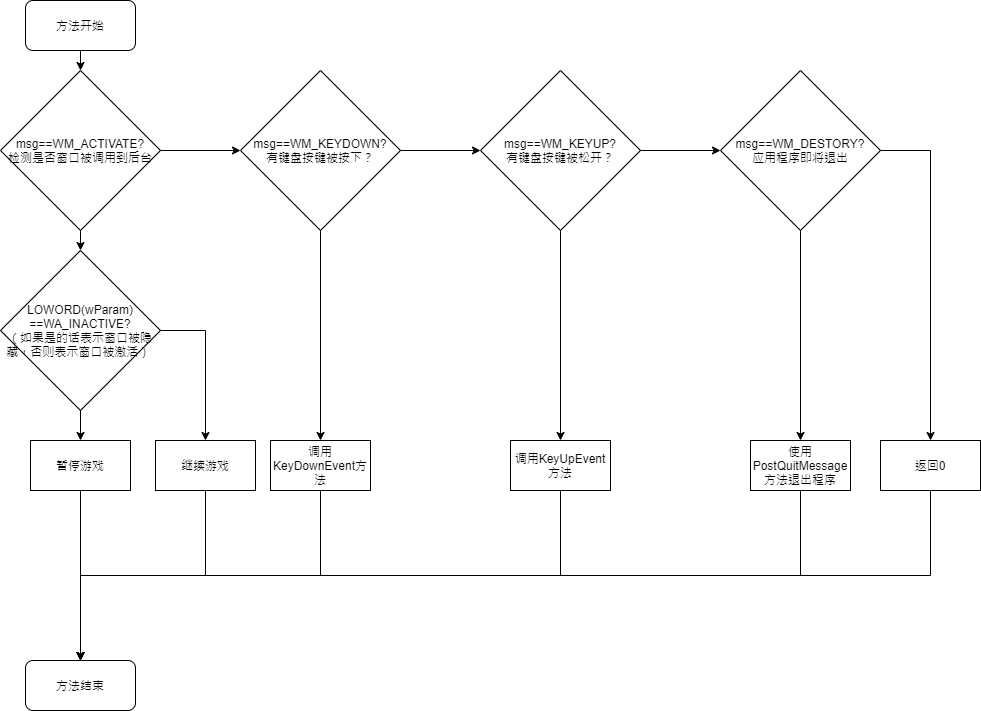 方法开始
msg==WM_ACTIVATE?
检测是否窗口被调用到后台
msg==WM_KEYDOWN?
有键盘按键被按下？
msg==WM_KEYUP?
有键盘按键被松开？
msg==WM_DESTORY?
应用程序即将退出
LOWORD(wParam)
==WA_INACTIVE?
（如果是的话表示窗口被隐
藏，否则表示窗口被激活）
暂停游戏
继续游戏
调用
KeyDownEvent方
法
调用KeyUpEvent
方法
使用
PostQuitMessage
方法退出程序
返回0
方法结束